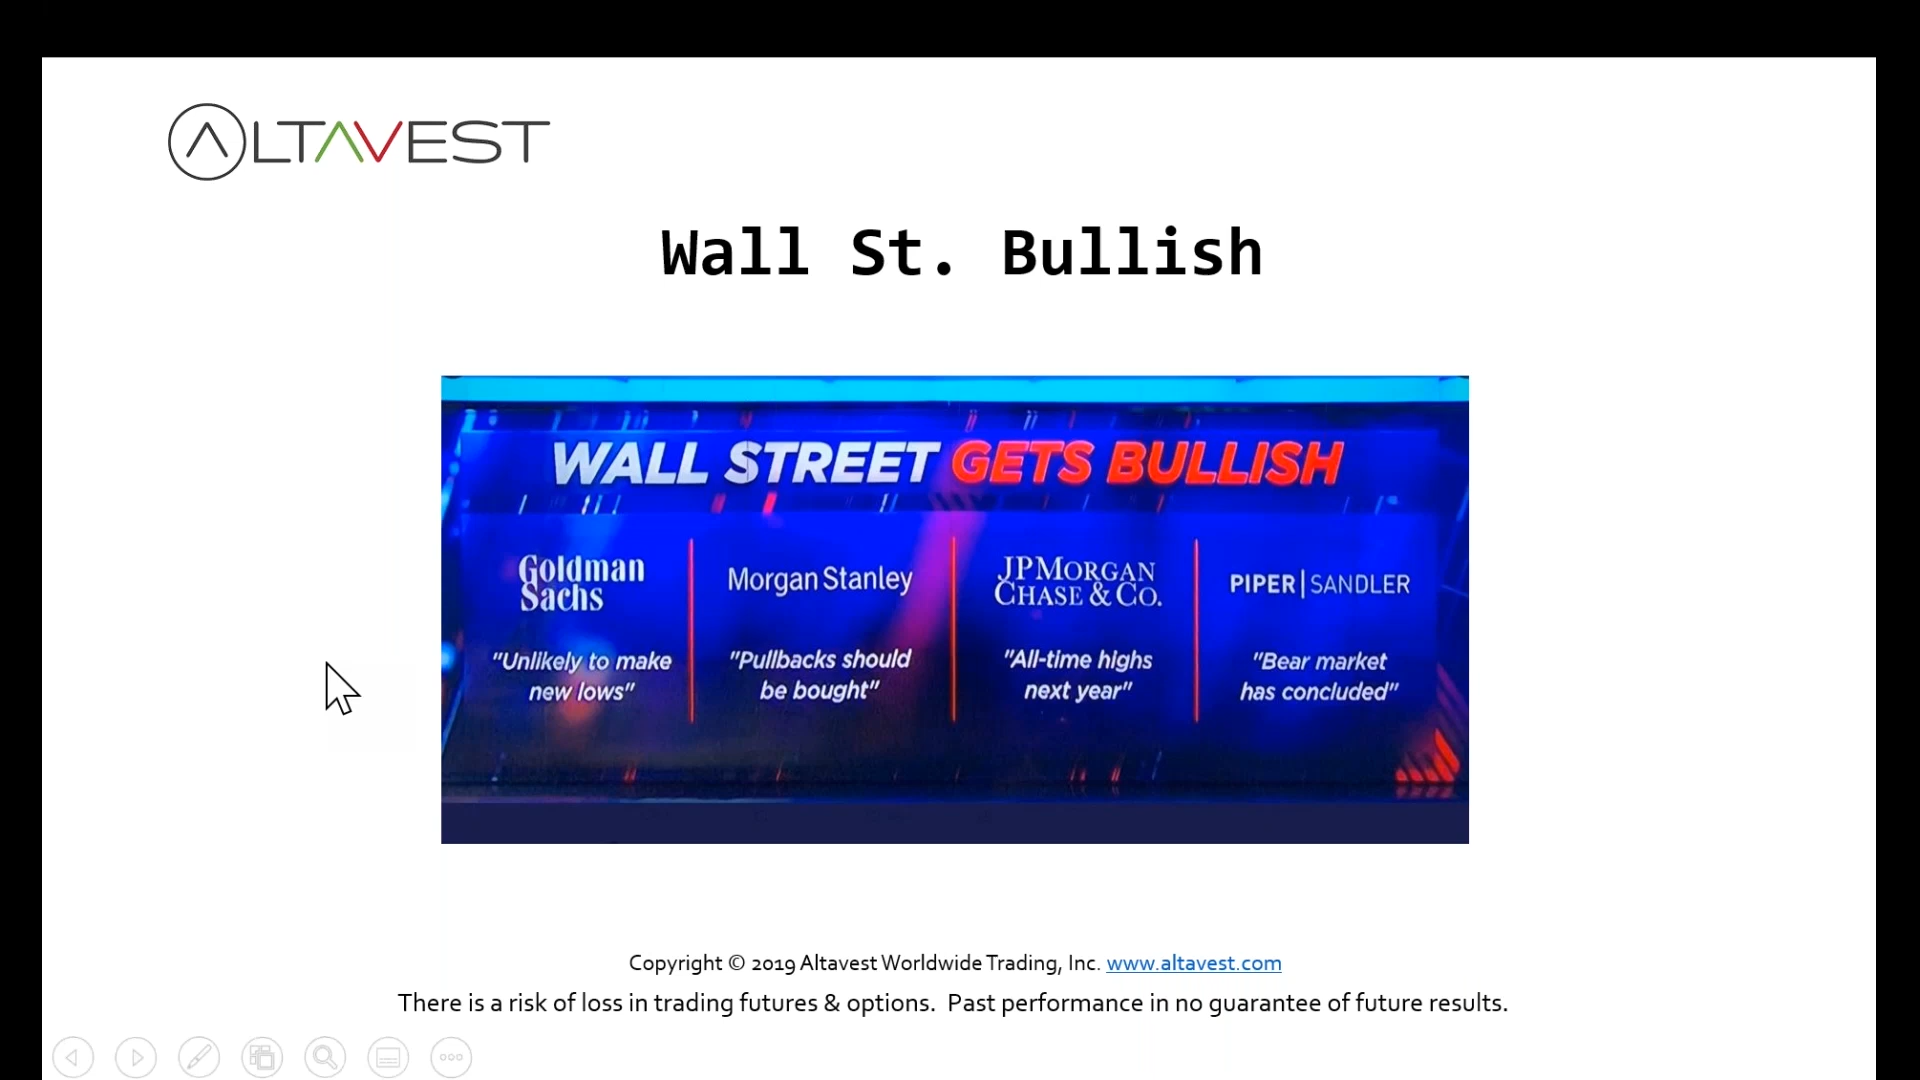 ALTAVEST
Wall St. Bullish
WALL STREET GETS BULLISH
Goldman
Sachs
"Unlikely to make
new lows"
Morgan Stanley
"Pullbacks should
be bought"
JPMORGAN
CHASE & CO.
"All-time highs
next year"
PIPER | SANDLER
"Bear market
has concluded"
Copyright © 2019 Altavest Worldwide Trading, Inc. www.altavest.com
There is a risk of loss in trading futures & options. Past performance in no guarantee of future results.